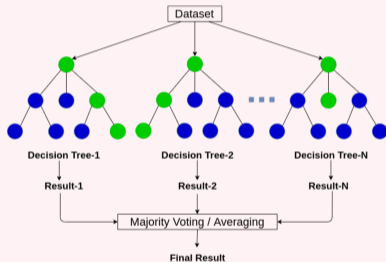 Dataset
Decision Tree-1
Decision Tree-2
Decision Tree-N
Result-1
Result-2
Result-N
Majority Voting / Averaging
Final Result